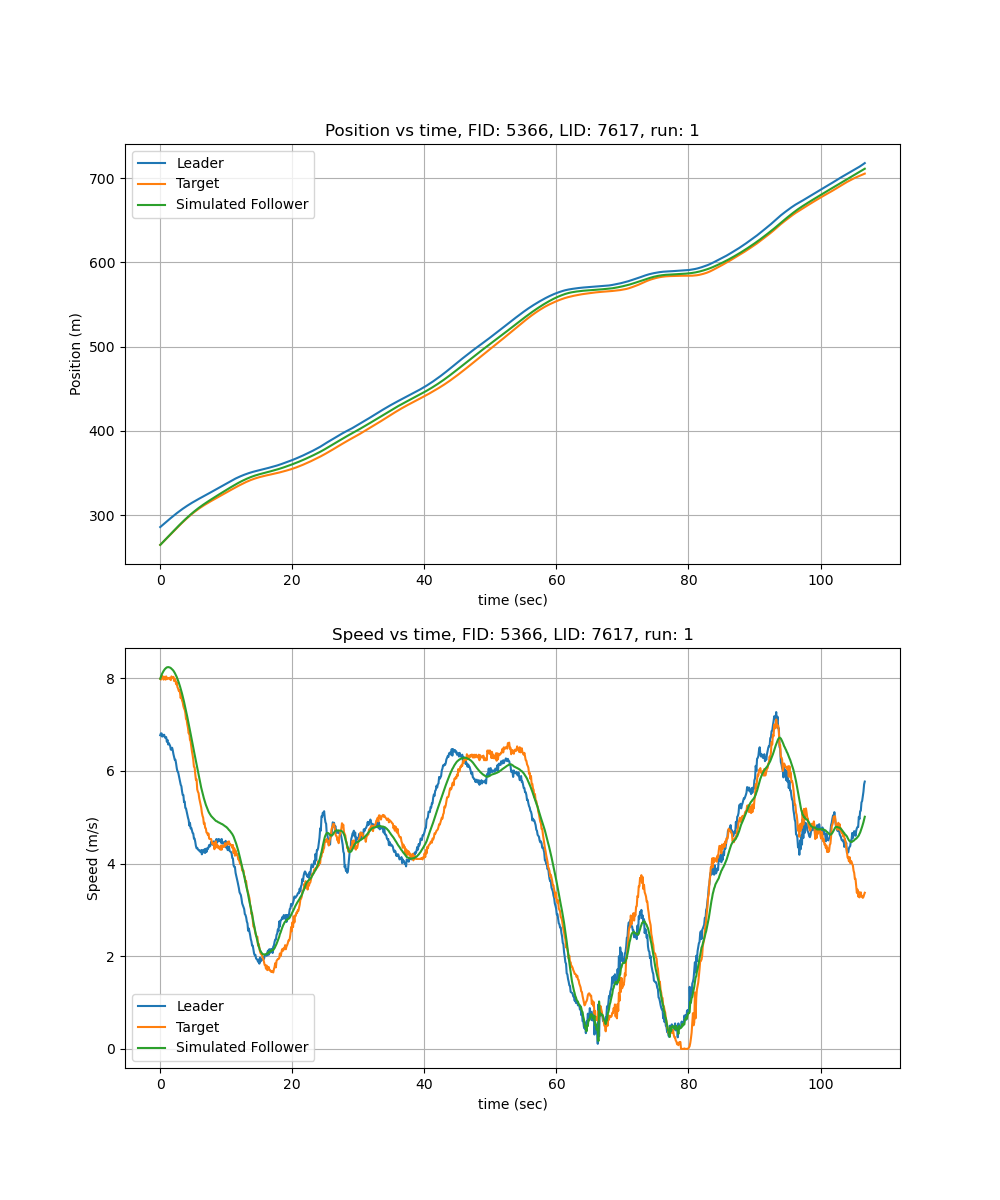 Position vs time, FID: 5366, LID: 7617, run: 1
Leader
Target
Simulated Follower
700
600
500
400
300
Position (m)
0 20 40 60 80 100
time (sec)
Speed vs time, FID: 5366, LID: 7617, run: 1
8
6
4
2
0
Speed (m/s)
Leader
Target
Simulated Follower
0 20 40 60 80 100
time (sec)